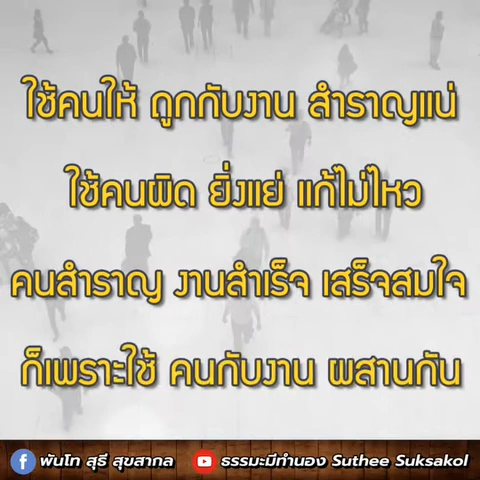 ใช้คนให้ ถูกกับงาน สำราญแน่
ใช้คนผิด ยิ่งแย่ แก้ไม่ไหว
คนสำราญ งานสำเร็จ เสร็จสมใจ
ก็เพราะใช้ คนกับงาน ผสานกัน
พันโท สุธี สุขสากล ธรรมะมีทำนอง Suthee Suksakol